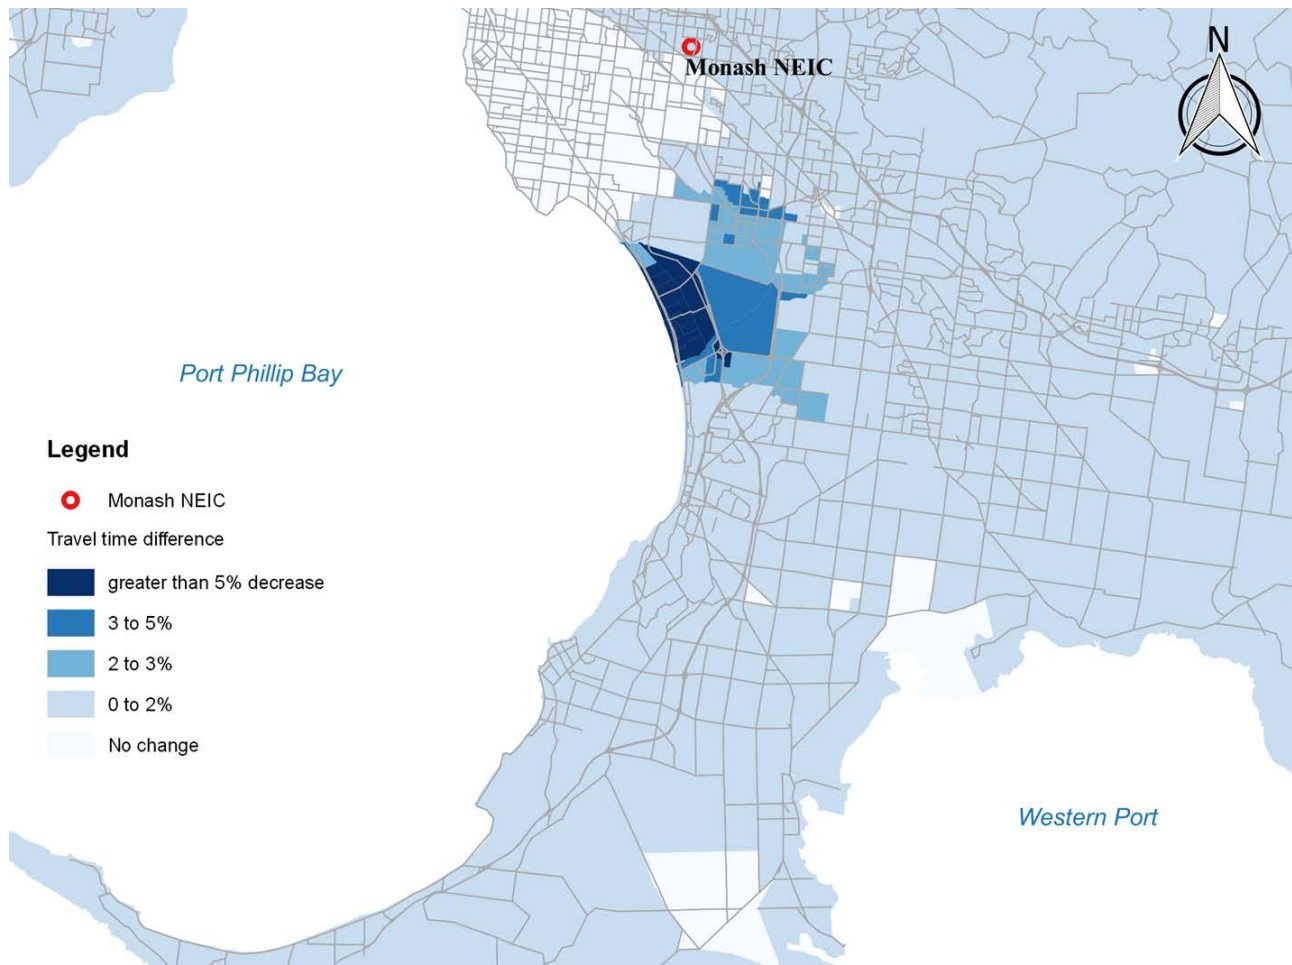 N
Monash NEIC
Port Phillip Bay
Legend
Monash NEIC
Travel time difference
greater than 5% decrease
3 to 5%
2 to 3%
0 to 2%
No change
Western Port